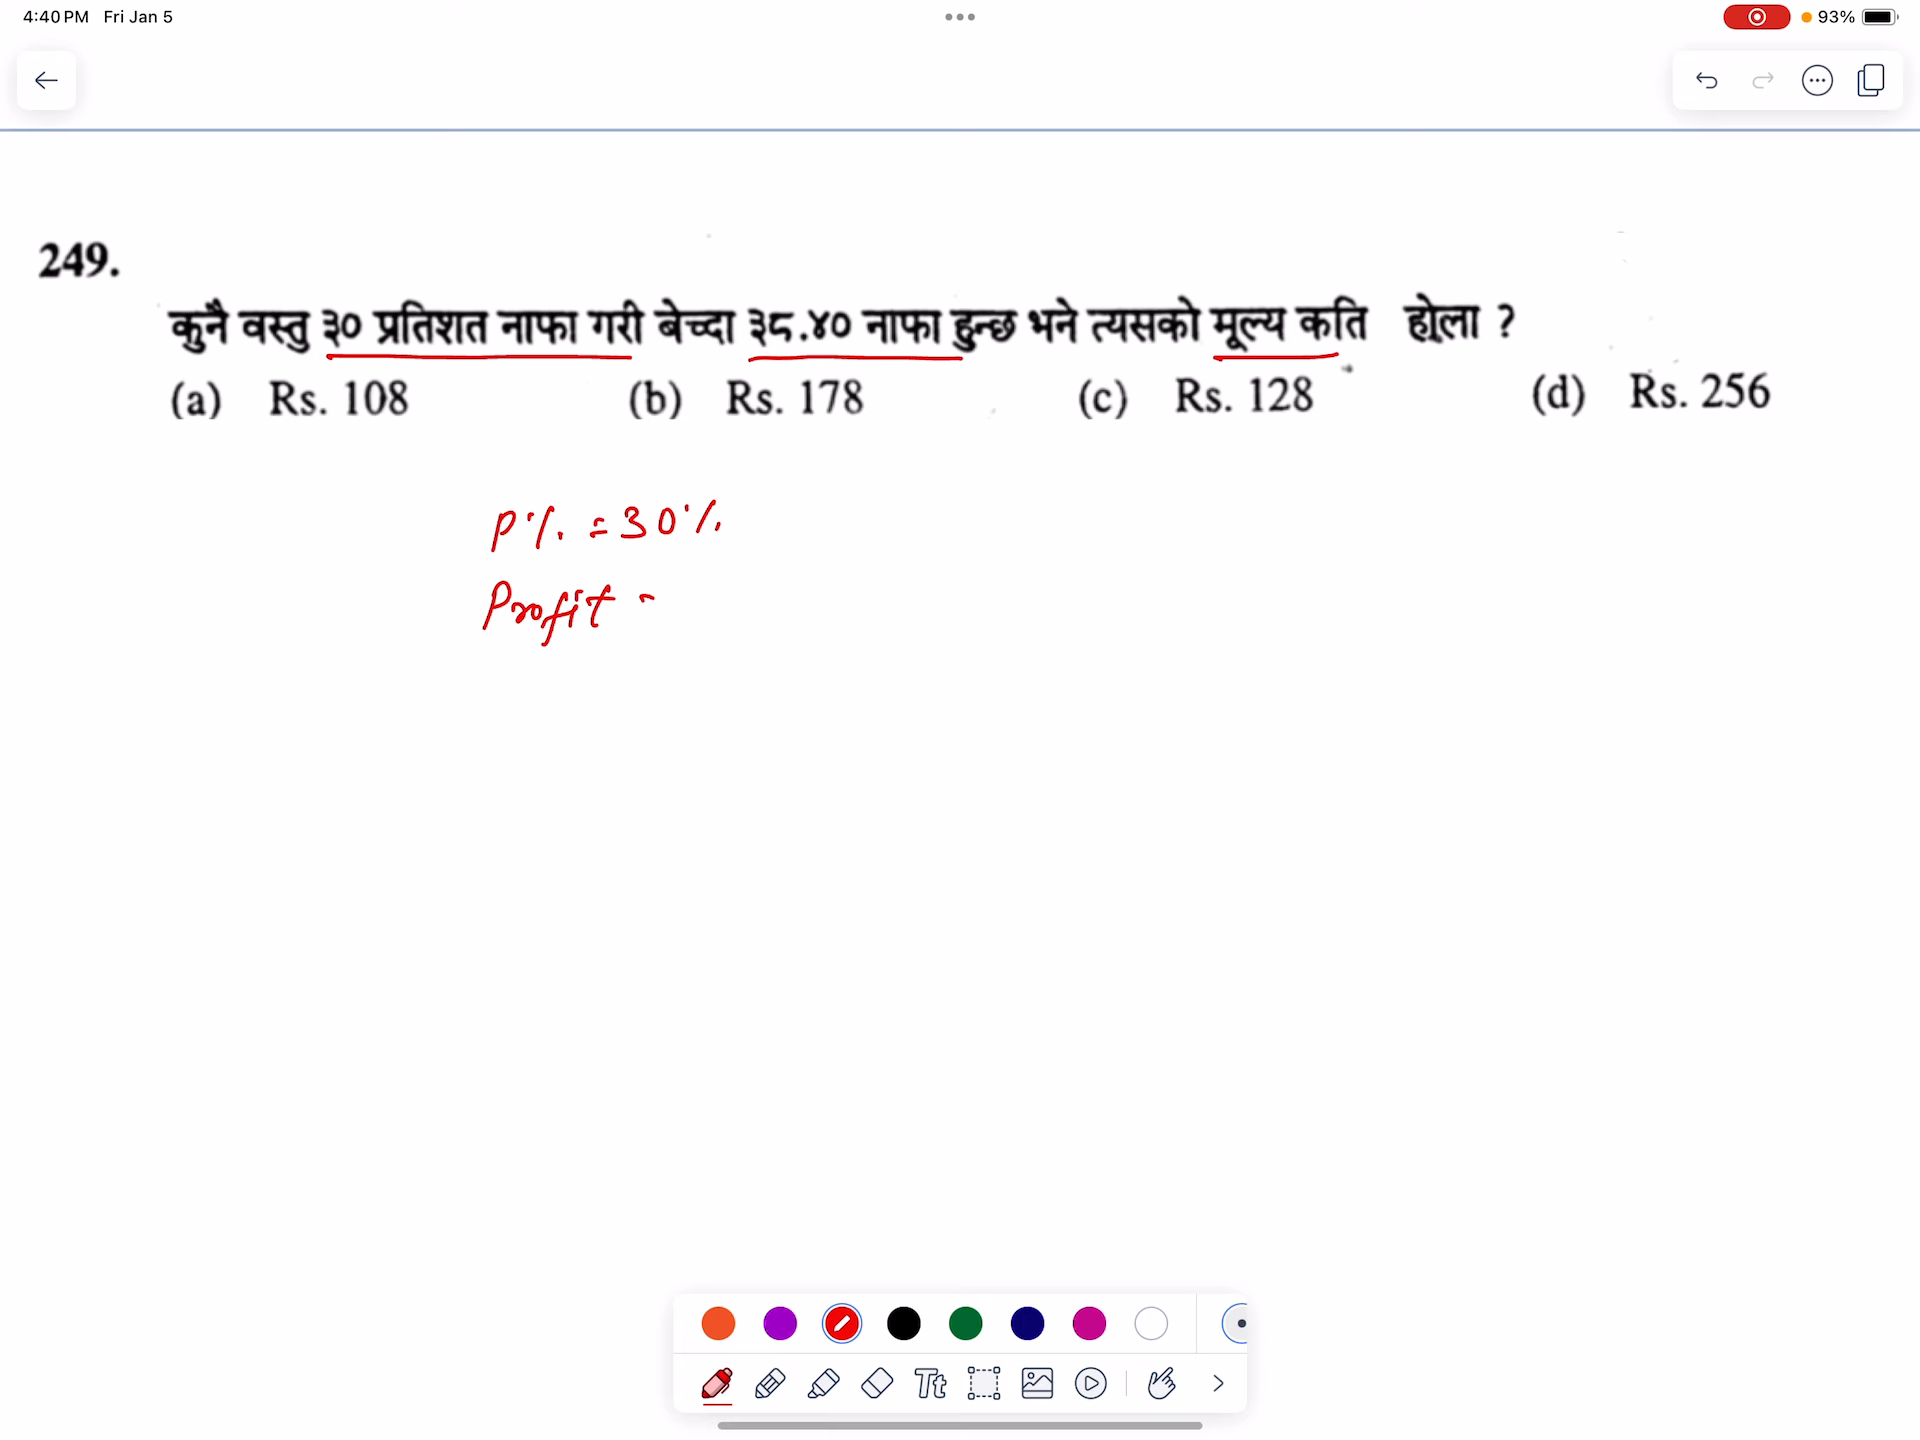 4:40 PM Fri Jan 5
93%
249.
कुनै वस्तु ३० प्रतिशत नाफा गरी बेच्दा ३८.४० नाफा हुन्छ भने त्यसको मूल्य कति होला ?
(a) Rs. 108 (b) Rs. 178 (c) Rs. 128 (d) Rs. 256
P% = 30%
Profit -
Tt